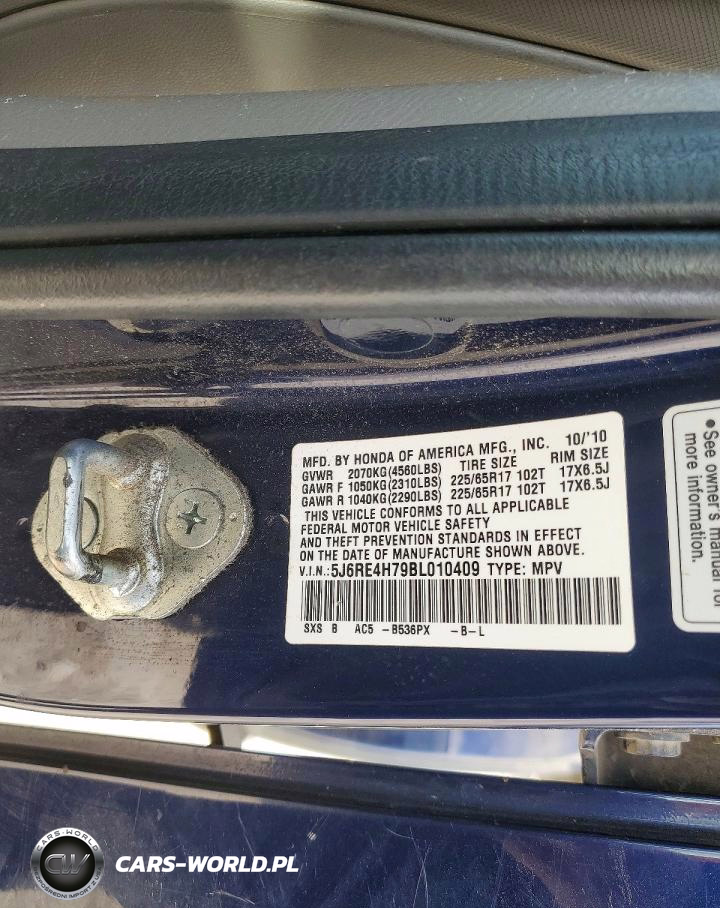 MFD. BY HONDA OF AMERICA MFG., INC. 10/'10
GVWR 2070KG(4560LBS) TIRE SIZE RIM SIZE
GAWR F 1050KG(2310LBS) 225/65R17 102T 17X6.5J
GAWR R 1040KG(2290LBS) 225/65R17 102T 17X6.5J
THIS VEHICLE CONFORMS TO ALL APPLICABLE
FEDERAL MOTOR VEHICLE SAFETY
AND THEFT PREVENTION STANDARDS IN EFFECT
ON THE DATE OF MANUFACTURE SHOWN ABOVE.
V.I.N.:5J6RE4H79BL010409 TYPE: MPV
SXS B AC5 -B536PX -B-L
•See owner's manual for
more information.
CARS-WORLD
CW
CARS-WORLD.PL